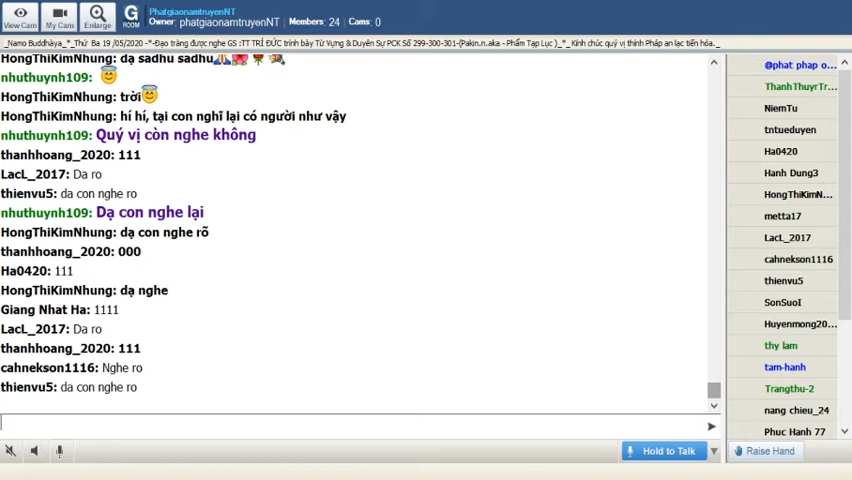 View Cam
My Cam
Enlarge
G
ROOM
PhatgiaonamtruyenNT
Owner: phatgiaonamtruyenNT Members: 24 Cams: 0
_Namo Buddhàya_*_Thứ Ba 19 /05/2020 -*-Đạo tràng được nghe GS :TT TRÍ ĐỨC trình bày Từ Vựng & Duyên Sự PCK Số 299-300-301-(Pakin.n.aka - Phẩm Tạp Lục )_*_Kính chúc quý vị thính Pháp an lạc tiến hóa._
HongThiKimNhung: dạ sadhu sadhu
nhuthuynh109:
HongThiKimNhung: trời
HongThiKimNhung: hí hí, tại con nghĩ lại có người như vậy
nhuthuynh109: Quý vị còn nghe không
thanhhoang_2020: 111
LacL_2017: Da ro
thienvu5: da con nghe ro
nhuthuynh109: Dạ con nghe lại
HongThiKimNhung: dạ con nghe rõ
thanhhoang_2020: 000
Ha0420: 111
HongThiKimNhung: dạ nghe
Giang Nhat Ha: 1111
LacL_2017: Da ro
thanhhoang_2020: 111
cahnekson1116: Nghe ro
thienvu5: da con nghe ro
@phat phap o...
ThanhThuyrTr...
NiemTu
tntueduyen
Ha0420
Hanh Dung3
HongThiKimN...
metta17
LacL_2017
cahnekson1116
thienvu5
SonSuoI
Huyenmong20...
thy lam
tam-hanh
Trangthu-2
nang chieu_24
Phuc Hanh 77
Hold to Talk
Raise Hand